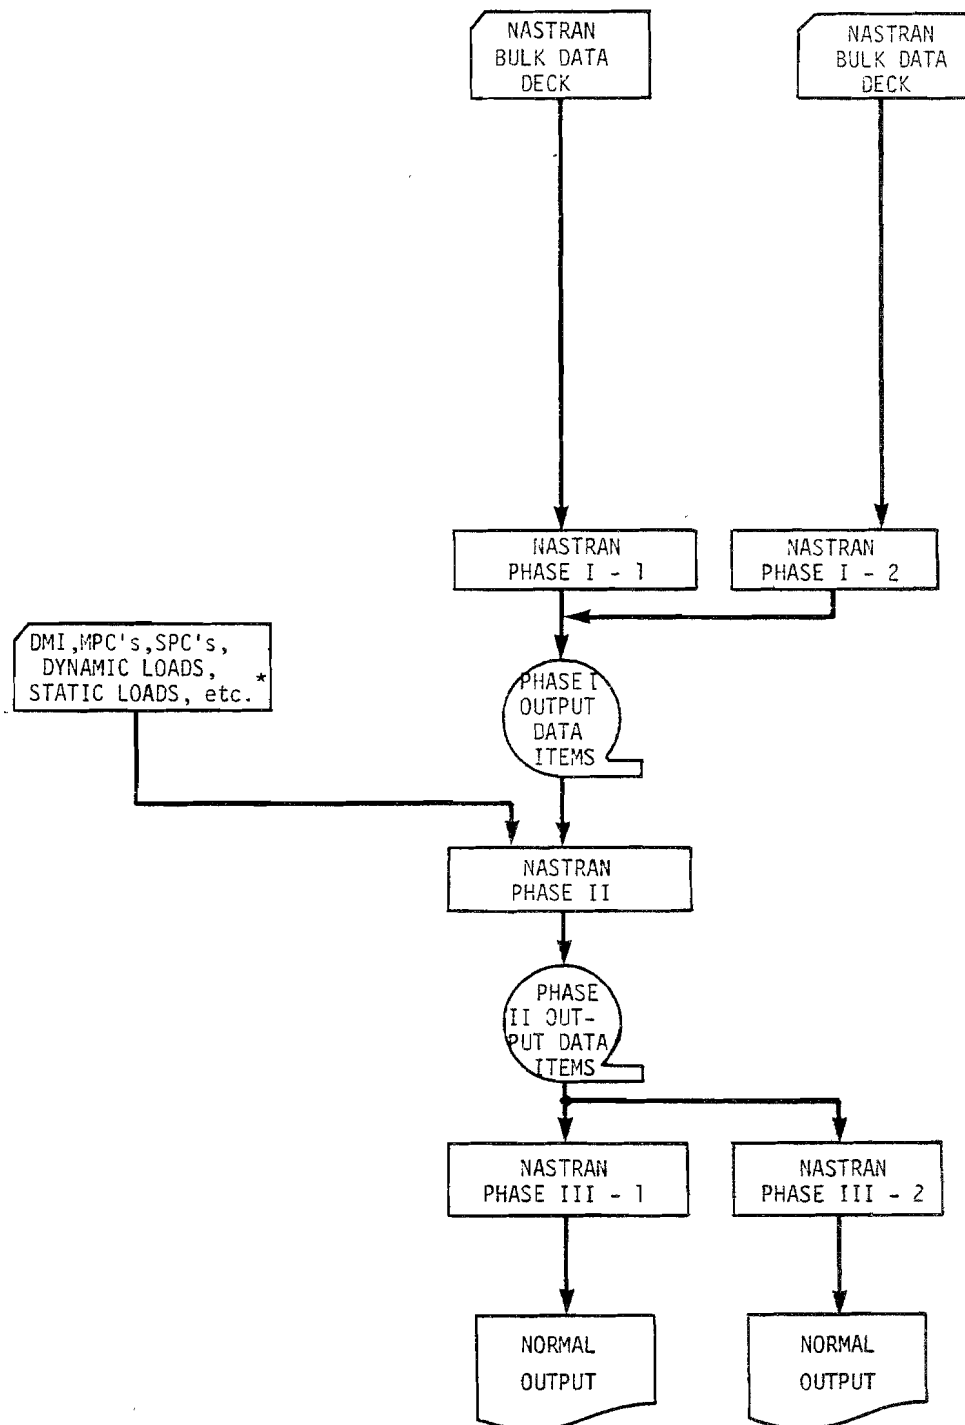 NASTRAN
BULK DATA
DECK
NASTRAN
BULK DATA
DECK
NASTRAN
PHASE I - 1
NASTRAN
PHASE I - 2
DMI,MPC's,SPC's,
DYNAMIC LOADS,
STATIC LOADS, etc.*
PHASE I
OUTPUT
DATA
ITEMS
NASTRAN
PHASE II
PHASE
II OUT-
PUT DATA
ITEMS
NASTRAN
PHASE III - 1
NASTRAN
PHASE III - 2
NORMAL
OUTPUT
NORMAL
OUTPUT